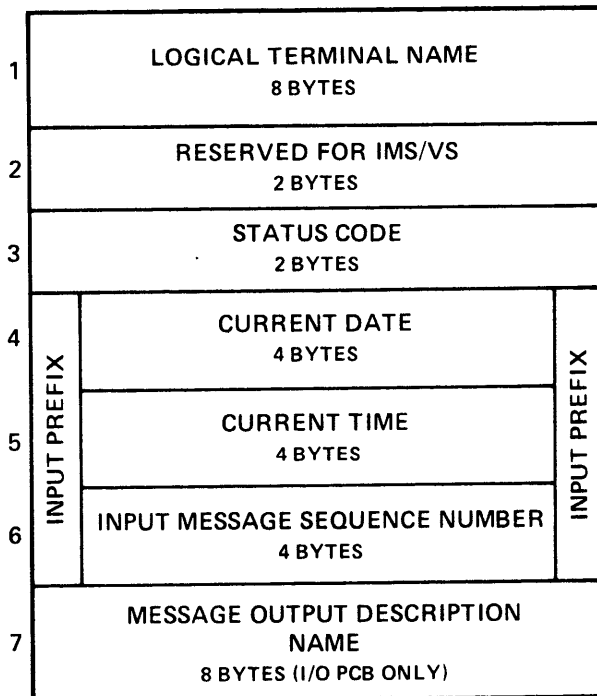 1
LOGICAL TERMINAL NAME
8 BYTES
2
RESERVED FOR IMS/VS
2 BYTES
3
STATUS CODE
2 BYTES
INPUT PREFIX
4
CURRENT DATE
4 BYTES
5
CURRENT TIME
4 BYTES
6
INPUT MESSAGE SEQUENCE NUMBER
4 BYTES
INPUT PREFIX
7
MESSAGE OUTPUT DESCRIPTION
NAME
8 BYTES (I/O PCB ONLY)